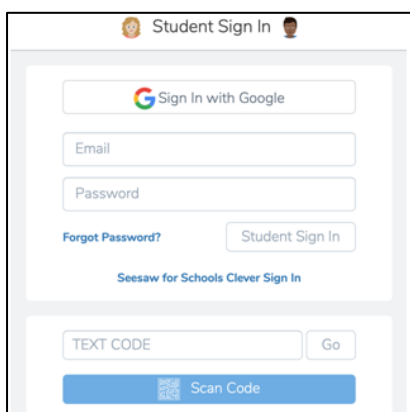 Student Sign In
Sign In with Google
Email
Password
Forgot Password?
Student Sign In
Seesaw for Schools Clever Sign In
TEXT CODE
Go
Scan Code